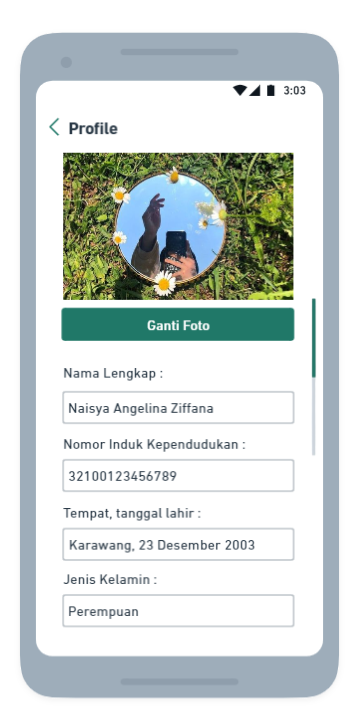 3:03
Profile
Ganti Foto
Nama Lengkap :
Naisya Angelina Ziffana
Nomor Induk Kependudukan :
32100123456789
Tempat, tanggal lahir :
Karawang, 23 Desember 2003
Jenis Kelamin :
Perempuan